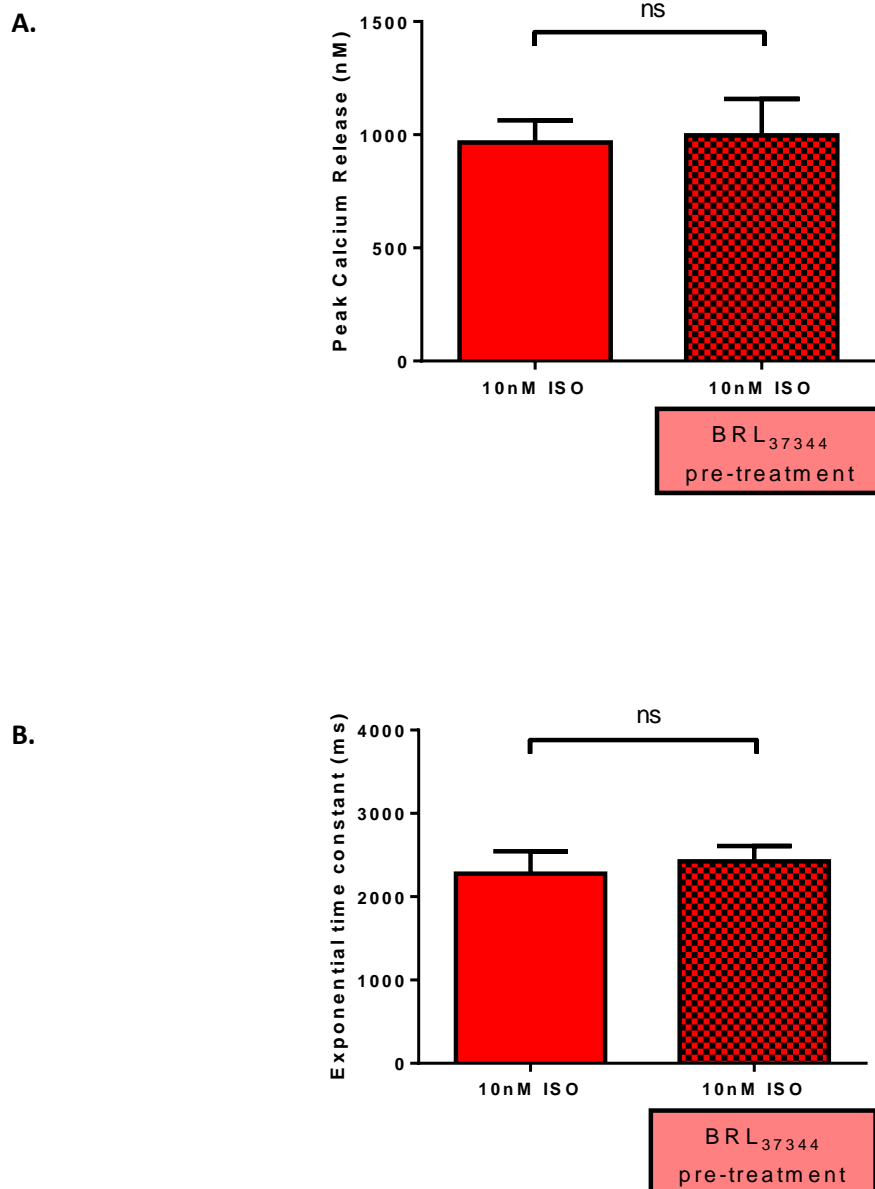 A.
ns
Peak Calcium Release (nM)
1500
1000
500
0
10nM ISO
10nM ISO
BRL37344
pre-treatment
B.
ns
Exponential time constant (ms)
4000
3000
2000
1000
0
10nM ISO
10nM ISO
BRL37344
pre-treatment